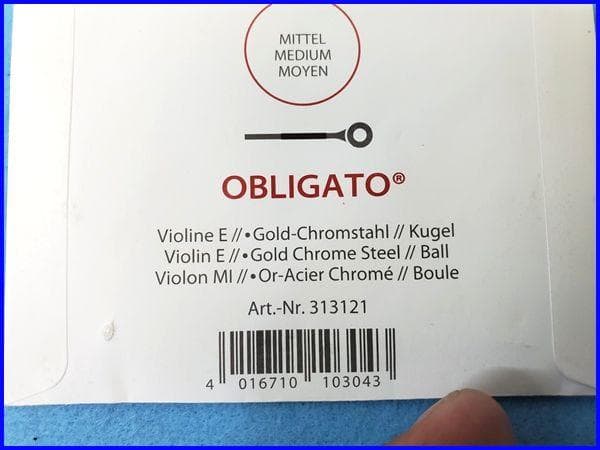 MITTEL
MEDIUM
MOYEN
OBLIGATO®
Violine E //•Gold-Chromstahl // Kugel
Violin E //•Gold Chrome Steel // Ball
Violon MI //•Or-Acier Chromé // Boule
Art.-Nr. 313121
4 016710 103043